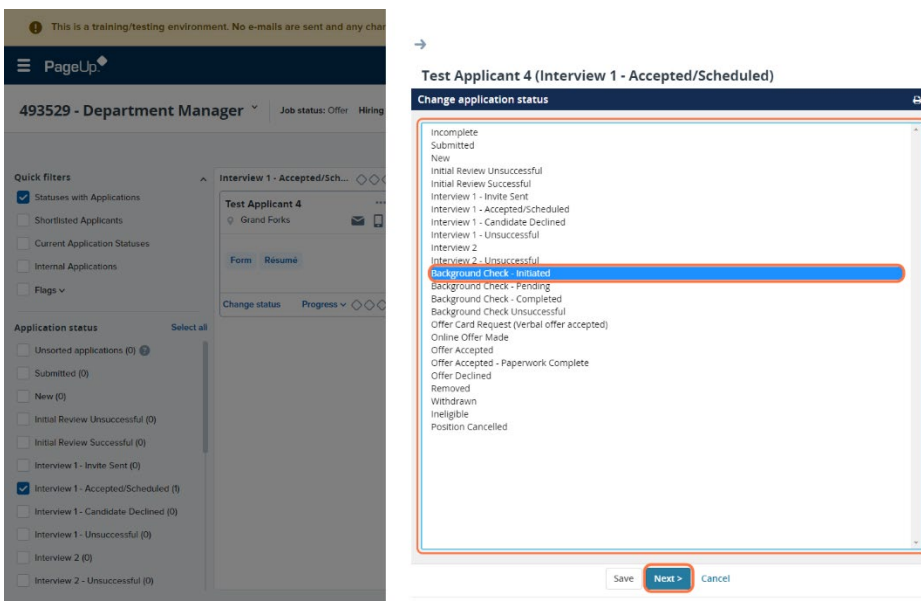 This is a training/testing environment. No e-mails are sent and any
PageUp
493529 - Department Manager Job status: Offer Hiring
Quick filters
Statuses with Applications
Shortlisted Applicants
Current Application Statuses
Internal Applications
Flags
Application status Select all
Unsorted applications (0) ?
Submitted (0)
New (0)
Initial Review Unsuccessful (0)
Initial Review Successful (0)
Interview 1 - Invite Sent (0)
Interview 1 - Accepted/Scheduled (1)
Interview 1 - Candidate Declined (0)
Interview 1 - Unsuccessful (0)
Interview 2 (0)
Interview 2 - Unsuccessful (0)
Interview 1 - Accepted/Sch...
Test Applicant 4
Grand Forks
Form Résumé
Change status Progress
Test Applicant 4 (Interview 1 - Accepted/Scheduled)
Change application status
Incomplete
Submitted
New
Initial Review Unsuccessful
Initial Review Successful
Interview 1 - Invite Sent
Interview 1 - Accepted/Scheduled
Interview 1 - Candidate Declined
Interview 1 - Unsuccessful
Interview 2
Interview 2 - Unsuccessful
Background Check - Initiated
Background Check - Pending
Background Check - Completed
Background Check Unsuccessful
Offer Card Request (Verbal offer accepted)
Online Offer Made
Offer Accepted
Offer Accepted - Paperwork Complete
Offer Declined
Removed
Withdrawn
Ineligible
Position Cancelled
Save Next > Cancel